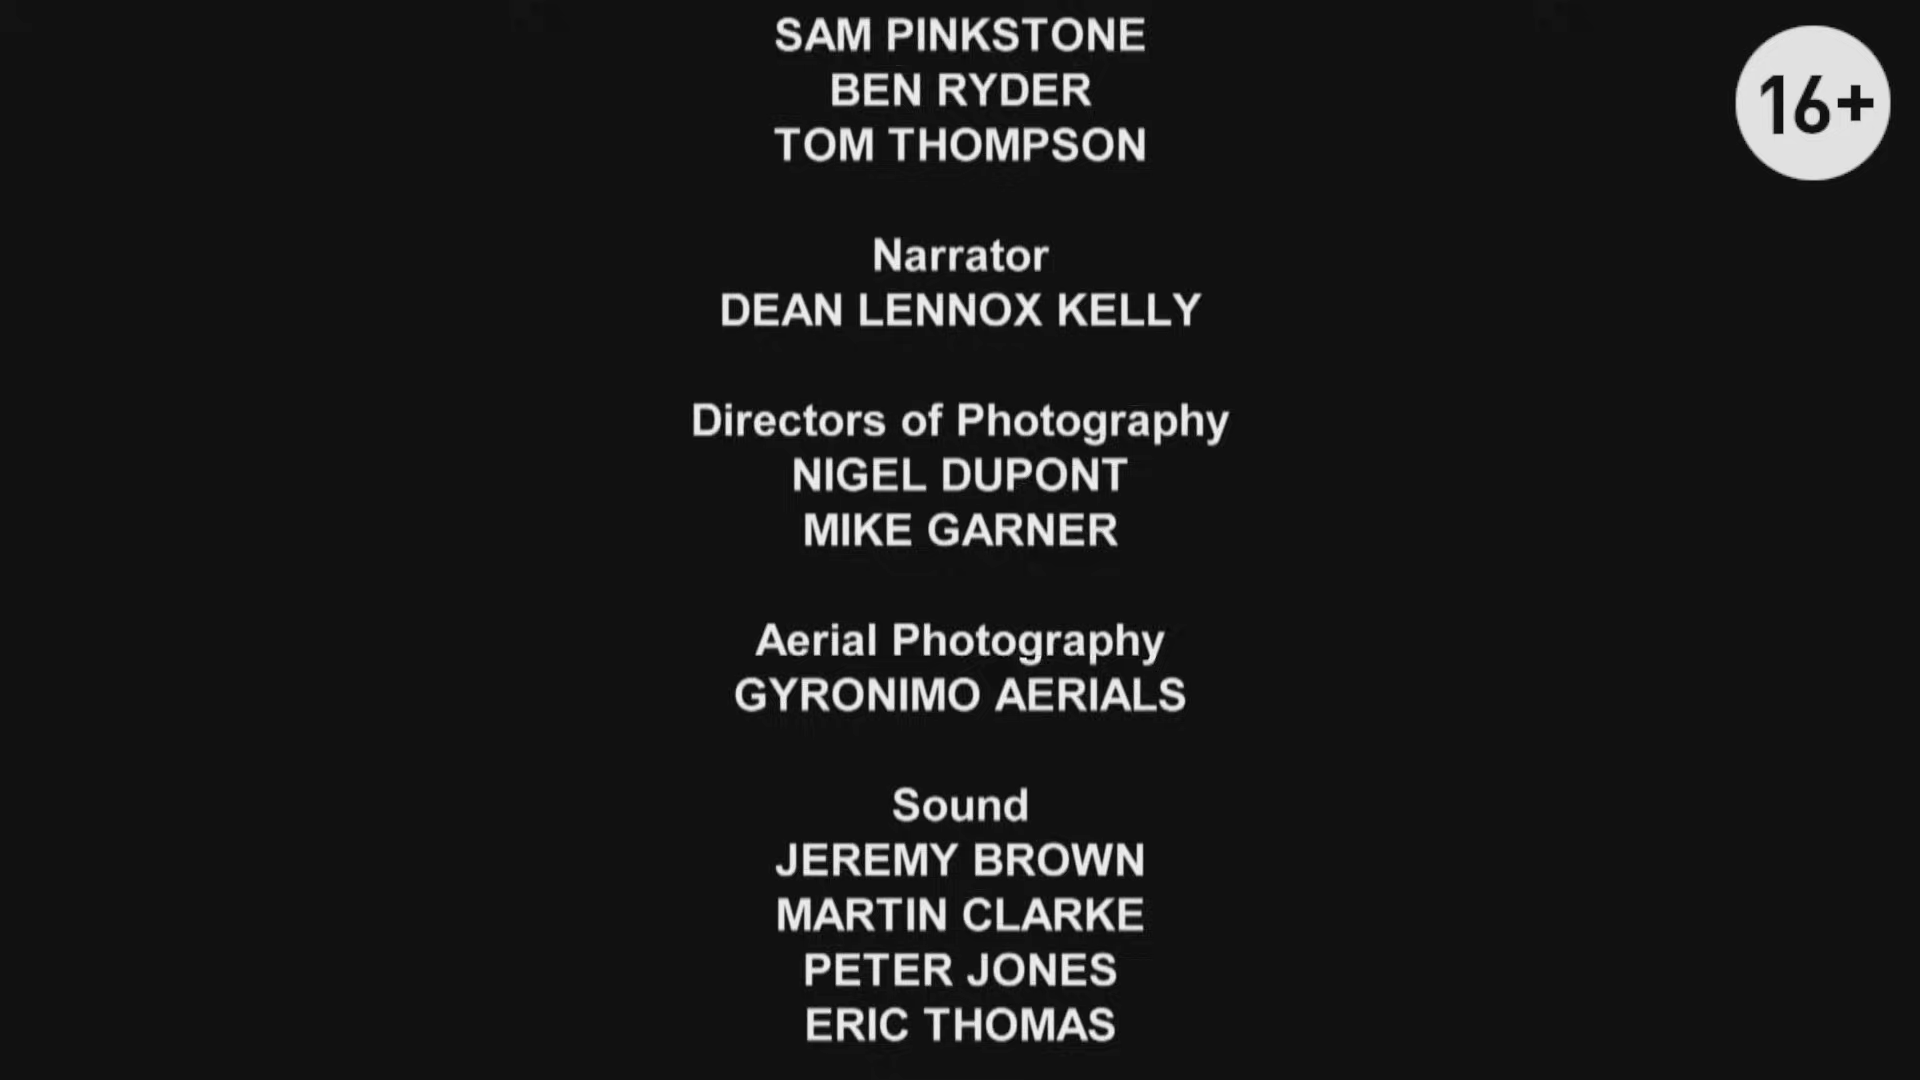 SAM PINKSTONE
BEN RYDER
TOM THOMPSON
16+
Narrator
DEAN LENNOX KELLY
Directors of Photography
NIGEL DUPONT
MIKE GARNER
Aerial Photography
GYRONIMO AERIALS
Sound
JEREMY BROWN
MARTIN CLARKE
PETER JONES
ERIC THOMAS